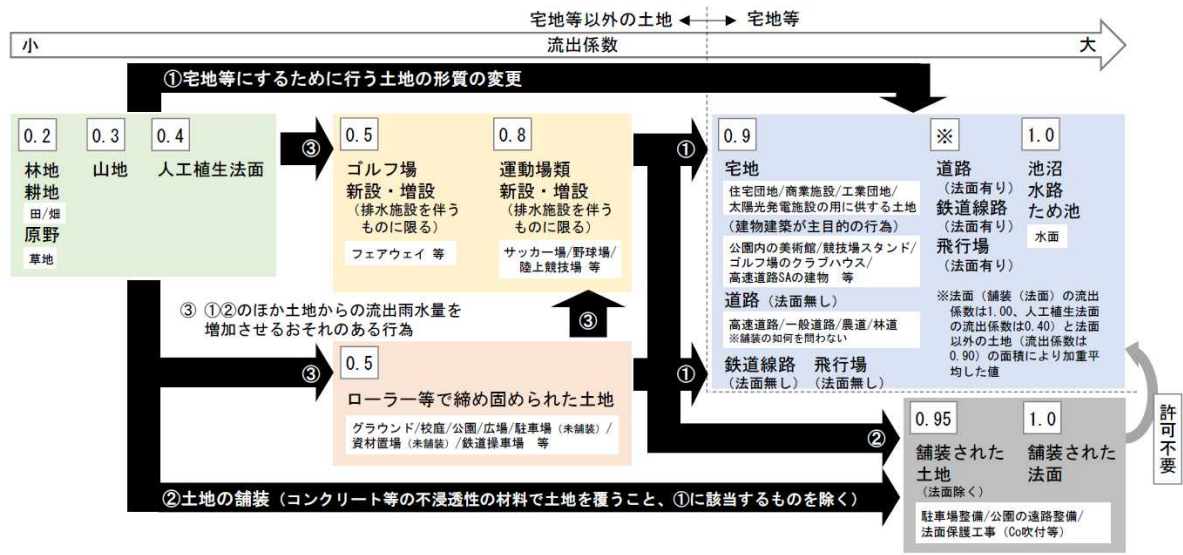 宅地等以外の土地 宅地等
小 流出係数 大
①宅地等にするために行う土地の形質の変更
0.2 0.3 0.4
林地 山地 人工植生法面
耕地
田/畑
原野
草地
③
0.5 0.8
ゴルフ場
新設・増設
（排水施設を伴う
ものに限る）
フェアウェイ 等
運動場類
新設・増設
（排水施設を伴う
ものに限る）
サッカー場/野球場/
陸上競技場 等
①
0.9
宅地
住宅団地/商業施設/工業団地/
太陽光発電施設の用に供する土地
（建物建築が主目的の行為）
公園内の美術館/競技場スタンド/
ゴルフ場のクラブハウス/
高速道路SAの建物 等
道路（法面無し）
高速道路/一般道路/農道/林道
※舗装の如何を問わない
鉄道線路 飛行場
（法面無し）（法面無し）
※
道路
（法面有り）
鉄道線路
（法面有り）
飛行場
（法面有り）
1.0
池沼
水路
ため池
水面
※法面（舗装（法面）の流出
係数は1.00、人工植生法面
の流出係数は0.40）と法面
以外の土地（流出係数は
0.90）の面積により加重平
均した値
③ ①②のほか土地からの流出雨水量を
増加させるおそれのある行為
③
③
0.5
ローラー等で締め固められた土地
グラウンド/校庭/公園/広場/駐車場（未舗装）/
資材置場（未舗装）/鉄道操車場 等
①
②
②土地の舗装（コンクリート等の不浸透性の材料で土地を覆うこと、①に該当するものを除く）
0.95 1.0
舗装された
土地
（法面除く）
舗装された
法面
駐車場整備/公園の遠路整備/
法面保護工事（Co吹付等）
許可不要